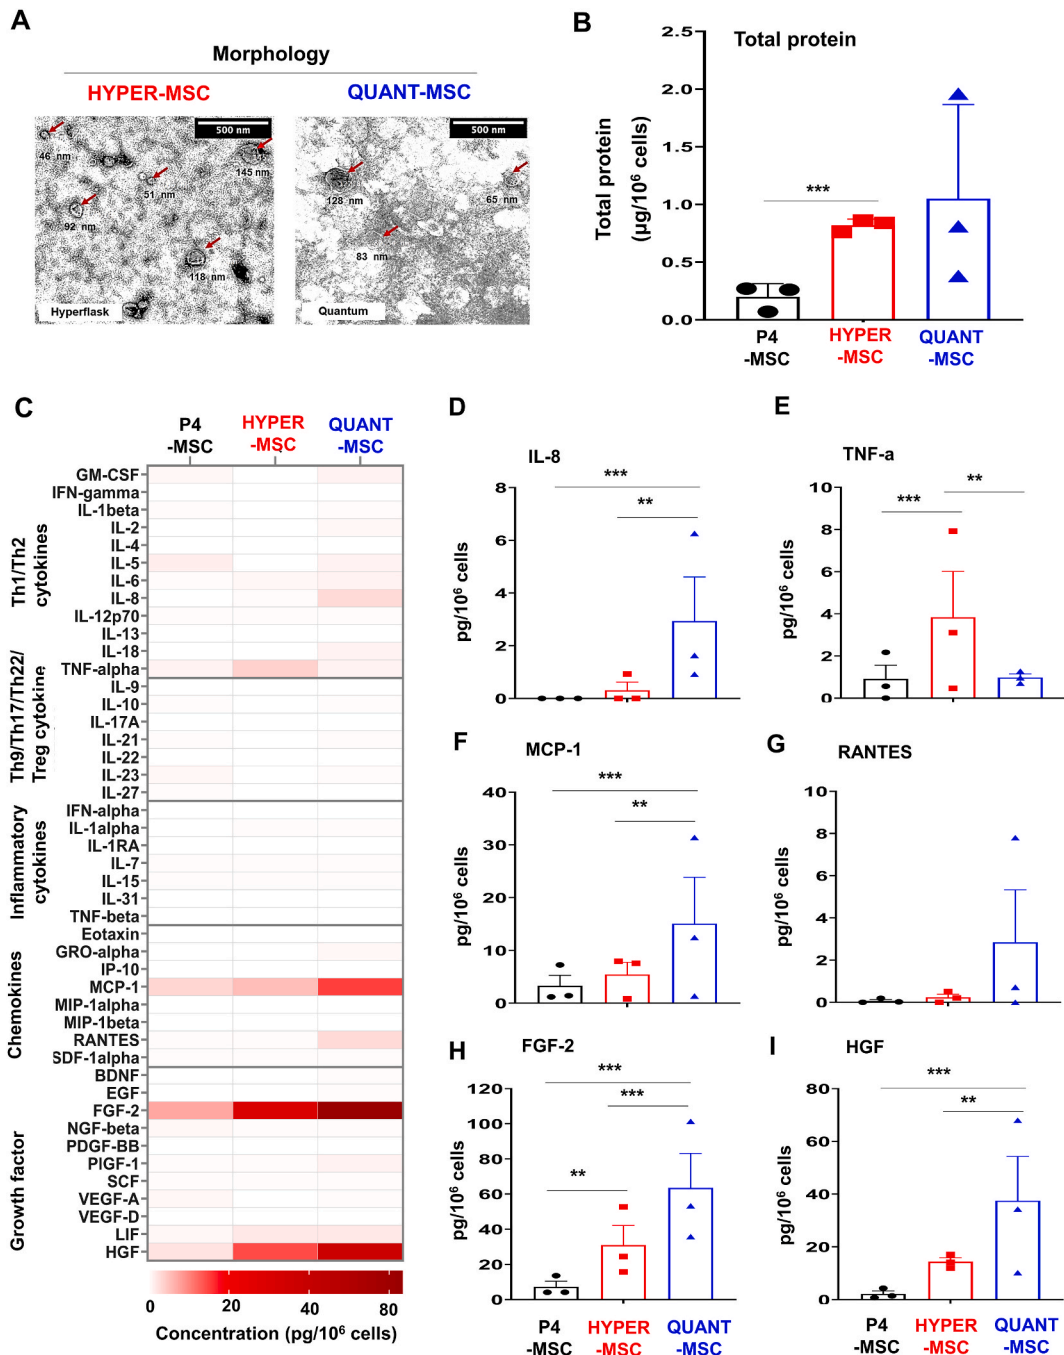 A
Morphology
HYPER-MSC
QUANT-MSC
500 nm
46 nm
145 nm
51 nm
92 nm
118 nm
Hyperflask
500 nm
128 nm
65 nm
83 nm
Quantum
B
Total protein
Total protein
(µg/10⁶ cells)
2.5
2.0
1.5
1.0
0.5
0.0
***
P4
-MSC
HYPER
-MSC
QUANT
-MSC
C
P4
-MSC
HYPER
-MSC
QUANT
-MSC
Th1/Th2
cytokines
GM-CSF
IFN-gamma
IL-1beta
IL-2
IL-4
IL-5
IL-6
IL-8
IL-12p70
IL-13
IL-18
TNF-alpha
Th9/Th17/Th22/
Treg cytokine
IL-9
IL-10
IL-17A
IL-21
IL-22
IL-23
IL-27
Inflammatory
cytokines
IFN-alpha
IL-1alpha
IL-1RA
IL-7
IL-15
IL-31
TNF-beta
Chemokines
Eotaxin
GRO-alpha
IP-10
MCP-1
MIP-1alpha
MIP-1beta
RANTES
SDF-1alpha
Growth factor
BDNF
EGF
FGF-2
NGF-beta
PDGF-BB
PIGF-1
SCF
VEGF-A
VEGF-D
LIF
HGF
0 20 40 80
Concentration (pg/10⁶ cells)
D
IL-8
pg/10⁶ cells
8
6
4
2
0
***
**
E
TNF-a
pg/10⁶ cells
10
8
6
4
2
0
***
**
F
MCP-1
pg/10⁶ cells
40
30
20
10
0
***
**
G
RANTES
pg/10⁶ cells
10
8
6
4
2
0
H
FGF-2
pg/10⁶ cells
120
100
80
60
40
20
0
***
***
**
P4
-MSC
HYPER
-MSC
QUANT
-MSC
I
HGF
pg/10⁶ cells
80
60
40
20
0
***
**
P4
-MSC
HYPER
-MSC
QUANT
-MSC